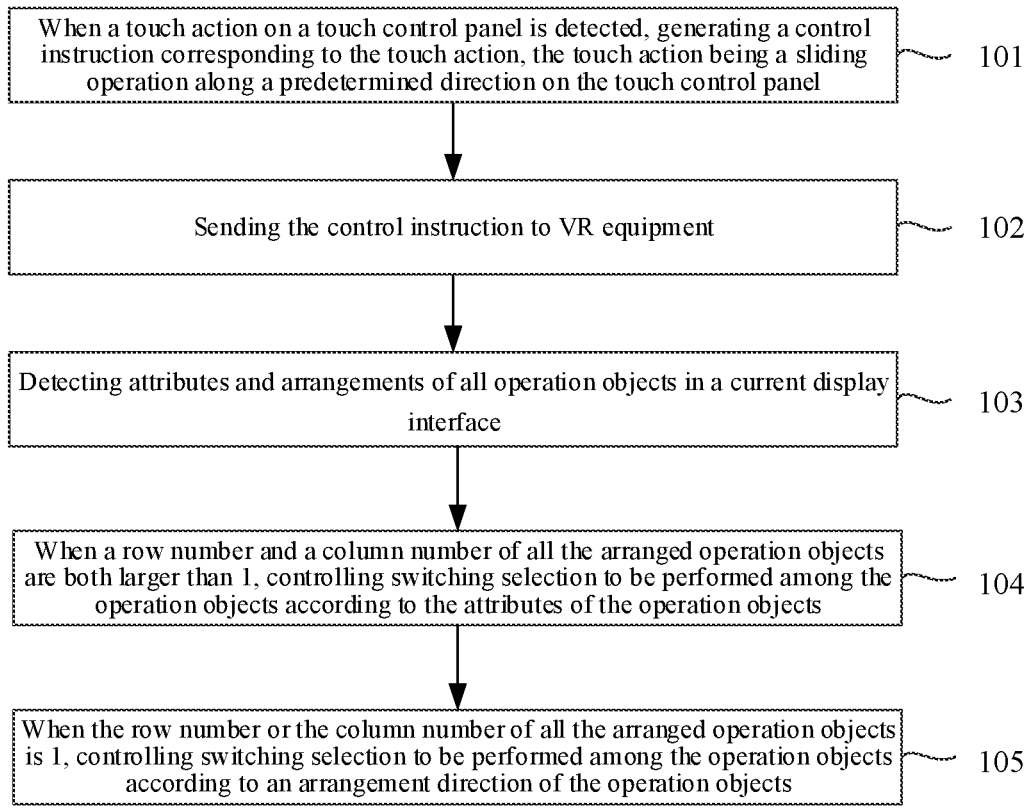 When a touch action on a touch control panel is detected, generating a control
instruction corresponding to the touch action, the touch action being a sliding
operation along a predetermined direction on the touch control panel
101
Sending the control instruction to VR equipment
102
Detecting attributes and arrangements of all operation objects in a current display
interface
103
When a row number and a column number of all the arranged operation objects
are both larger than 1, controlling switching selection to be performed among the
operation objects according to the attributes of the operation objects
104
When the row number or the column number of all the arranged operation objects
is 1, controlling switching selection to be performed among the operation objects
according to an arrangement direction of the operation objects
105